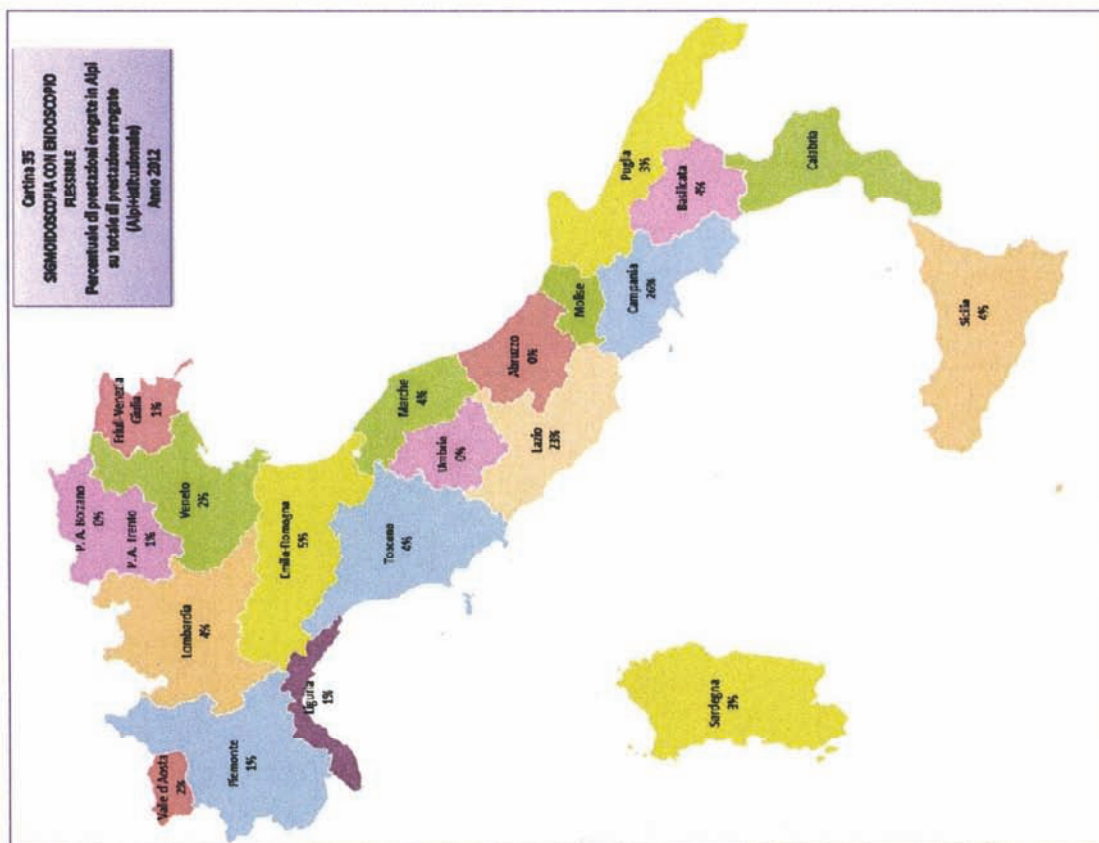 Cartina 35
SIGMOIDOSCOPIA CON ENDOSCOPIO
FLESSIBILE
Percentuale di prestazioni erogate in Alpi
su totale di prestazione erogate
(Alpi+Istituzionale)
Anno 2012
P. A. Bolzano
0%
P. A. Trento
1%
Friuli-Venezia
Giulia
1%
Veneto
2%
Lombardia
4%
Valle d'Aosta
2%
Piemonte
1%
Liguria
1%
Emilia-Romagna
5%
Toscana
4%
Marche
4%
Umbria
0%
Lazio
23%
Abruzzo
0%
Molise
Campania
26%
Puglia
3%
Basilicata
4%
Calabria
Sicilia
4%
Sardegna
3%